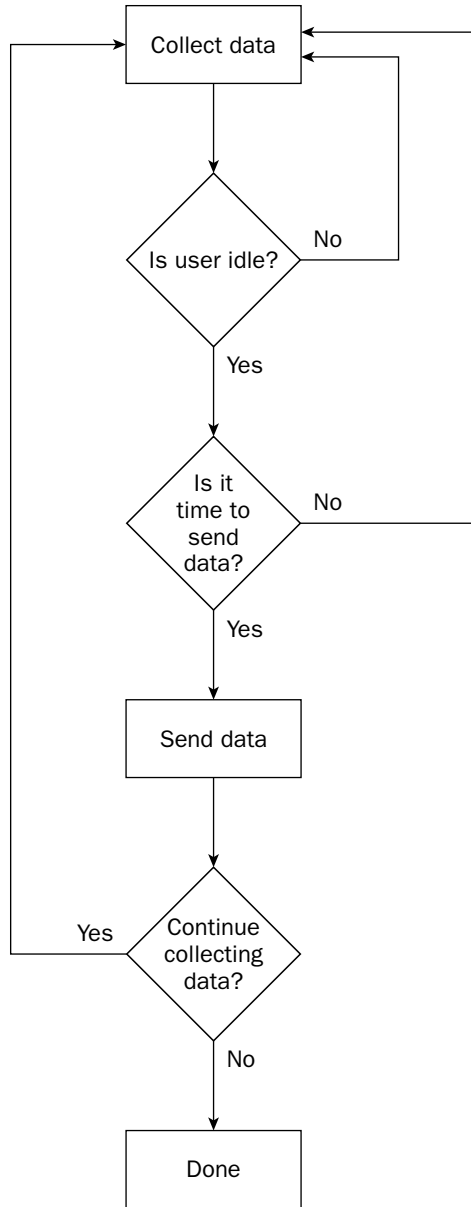 Collect data
Is user idle?
No
Yes
Is it
time to
send
data?
No
Yes
Send data
Continue
collecting
data?
Yes
No
Done